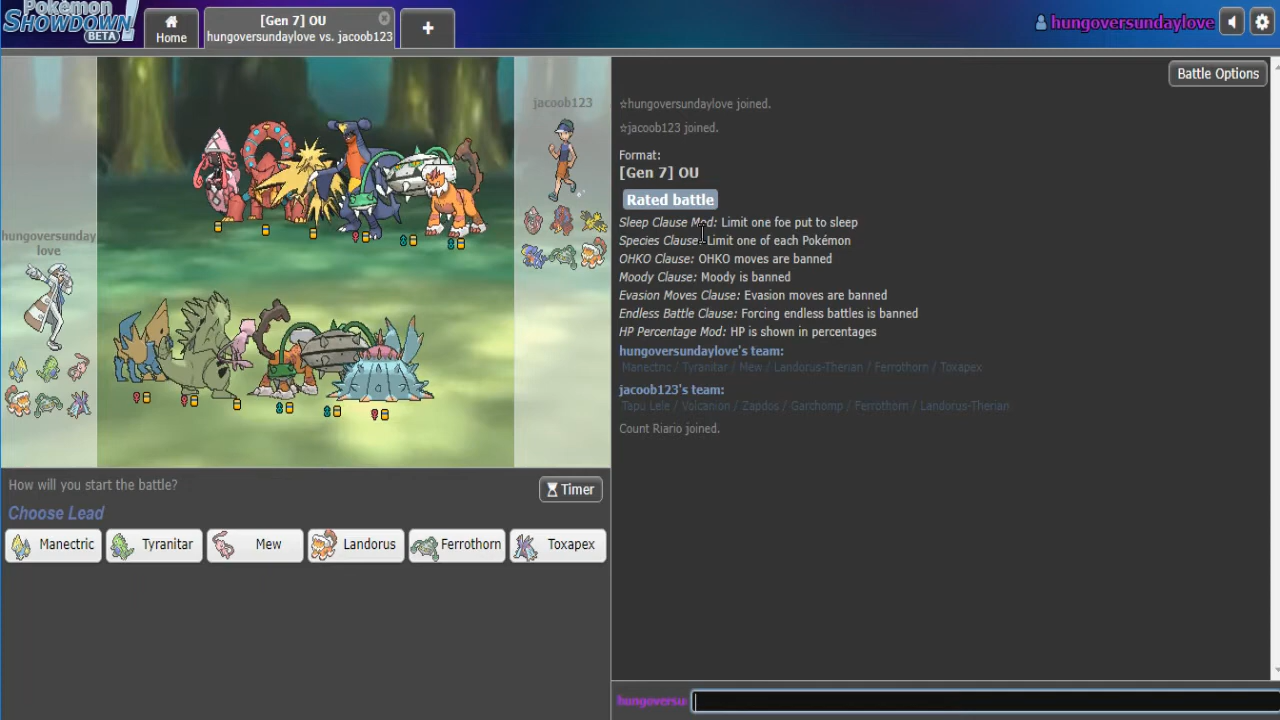 Pokémon
SHOWDOWN!
BETA
Home
[Gen 7] OU
hungoversundaylove vs. jacoob123
+
hungoversundaylove
Battle Options
jacoob123
hungoversunday
love
☆hungoversundaylove joined.
☆jacoob123 joined.
Format:
[Gen 7] OU
Rated battle
Sleep Clause Mod: Limit one foe put to sleep
Species Clause: Limit one of each Pokémon
OHKO Clause: OHKO moves are banned
Moody Clause: Moody is banned
Evasion Moves Clause: Evasion moves are banned
Endless Battle Clause: Forcing endless battles is banned
HP Percentage Mod: HP is shown in percentages
hungoversundaylove's team:
Manectric / Tyranitar / Mew / Landorus-Therian / Ferrothorn / Toxapex
jacoob123's team:
Tapu Lele / Volcanion / Zapdos / Garchomp / Ferrothorn / Landorus-Therian
Count Riario joined.
How will you start the battle?
Timer
Choose Lead
Manectric
Tyranitar
Mew
Landorus
Ferrothorn
Toxapex
hungoversu: